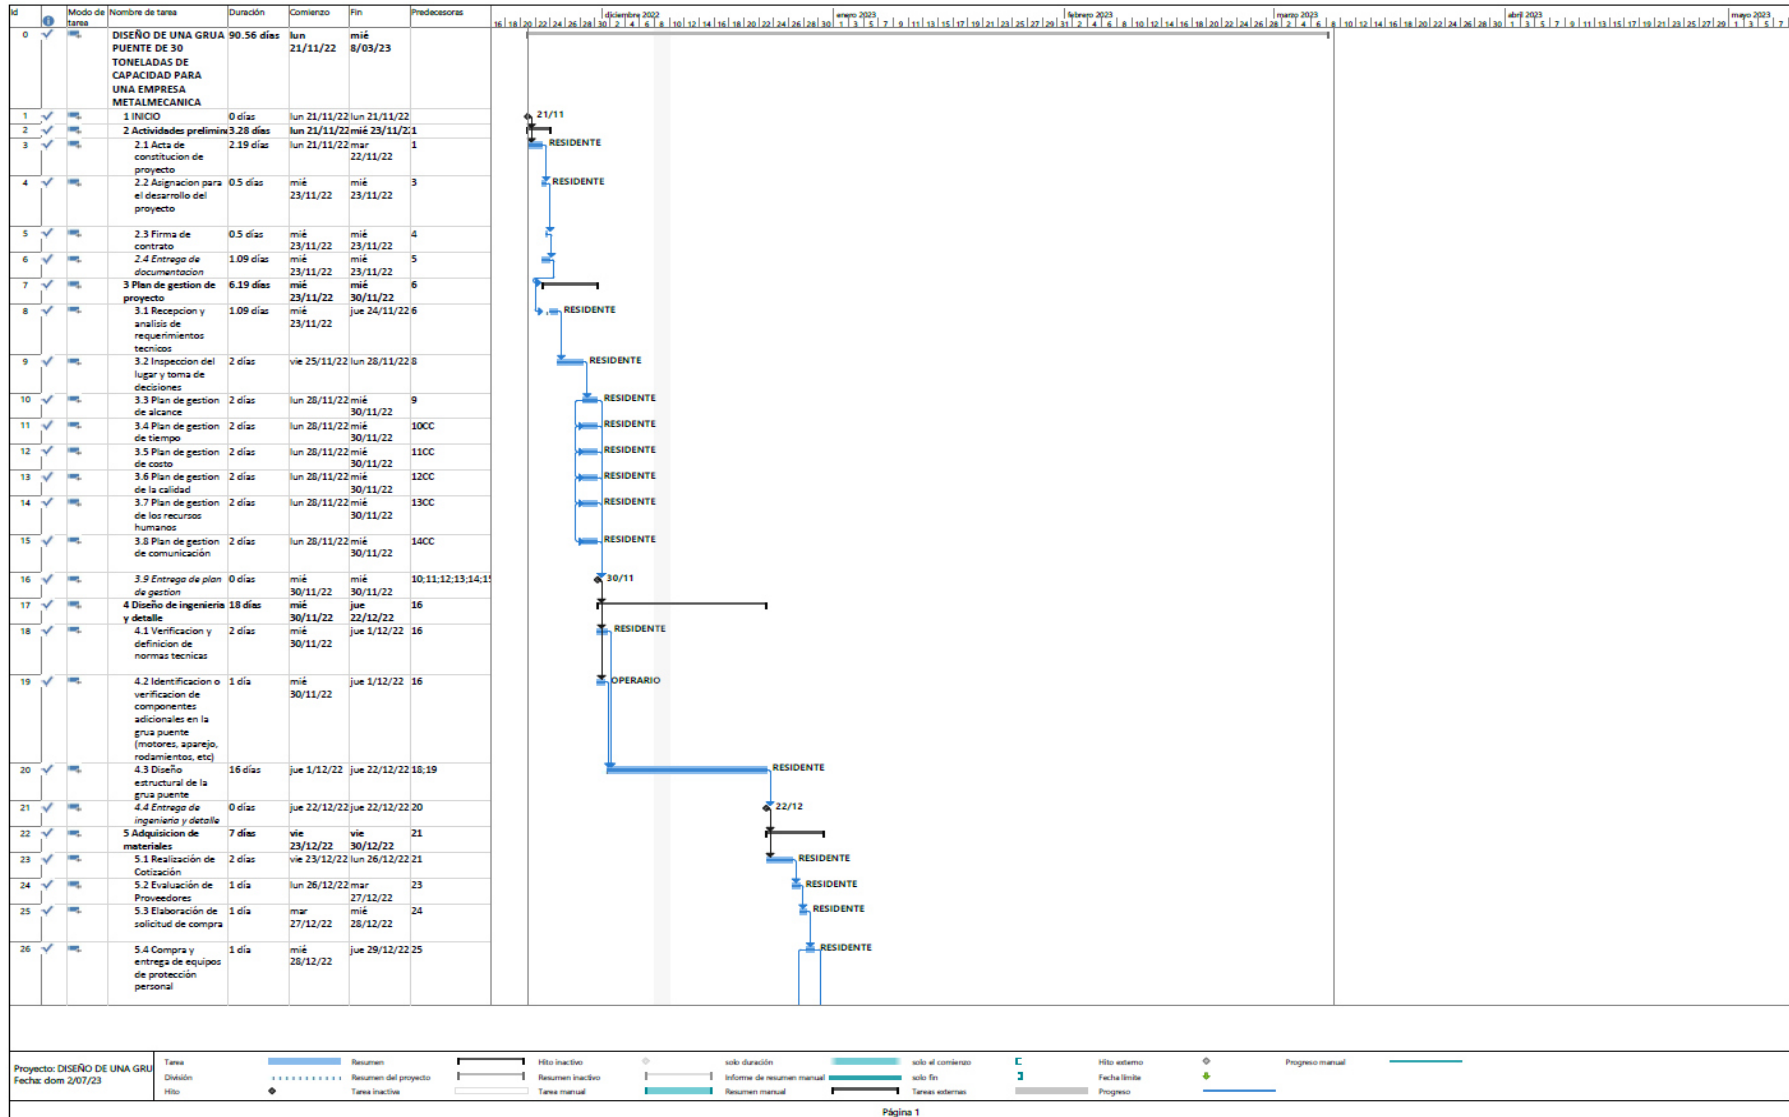 Id Modo de tarea Nombre de tarea Duración Comienzo Fin Predecesoras
diciembre 2022 enero 2023 febrero 2023 marzo 2023 abril 2023 mayo 2023
0 DISEÑO DE UNA GRUA PUENTE DE 30 TONELADAS DE CAPACIDAD PARA UNA EMPRESA METALMECANICA 90.56 días lun 21/11/22 mié 8/03/23
1 1 INICIO 0 días lun 21/11/22 lun 21/11/22 21/11
2 2 Actividades prelimin 3.28 días lun 21/11/22 mié 23/11/22 1
3 2.1 Acta de constitucion de proyecto 2.19 días lun 21/11/22 mar 22/11/22 1 RESIDENTE
4 2.2 Asignacion para el desarrollo del proyecto 0.5 días mié 23/11/22 mié 23/11/22 3 RESIDENTE
5 2.3 Firma de contrato 0.5 días mié 23/11/22 mié 23/11/22 4
6 2.4 Entrega de documentacion 1.09 días mié 23/11/22 mié 23/11/22 5
7 3 Plan de gestion de proyecto 6.19 días mié 23/11/22 mié 30/11/22 6
8 3.1 Recepcion y analisis de requerimientos tecnicos 1.09 días mié 23/11/22 jue 24/11/22 6 RESIDENTE
9 3.2 Inspeccion del lugar y toma de decisiones 2 días vie 25/11/22 lun 28/11/22 8 RESIDENTE
10 3.3 Plan de gestion de alcance 2 días lun 28/11/22 mié 30/11/22 9 RESIDENTE
11 3.4 Plan de gestion de tiempo 2 días lun 28/11/22 mié 30/11/22 10CC RESIDENTE
12 3.5 Plan de gestion de costo 2 días lun 28/11/22 mié 30/11/22 11CC RESIDENTE
13 3.6 Plan de gestion de la calidad 2 días lun 28/11/22 mié 30/11/22 12CC RESIDENTE
14 3.7 Plan de gestion de los recursos humanos 2 días lun 28/11/22 mié 30/11/22 13CC RESIDENTE
15 3.8 Plan de gestion de comunicación 2 días lun 28/11/22 mié 30/11/22 14CC RESIDENTE
16 3.9 Entrega de plan de gestion 0 días mié 30/11/22 mié 30/11/22 10;11;12;13;14;15 30/11
17 4 Diseño de ingenieria y detalle 18 días mié 30/11/22 jue 22/12/22 16
18 4.1 Verificacion y definicion de normas tecnicas 2 días mié 30/11/22 jue 1/12/22 16 RESIDENTE
19 4.2 Identificacion o verificacion de componentes adicionales en la grua puente (motores, aparejo, rodamientos, etc) 1 día mié 30/11/22 jue 1/12/22 16 OPERARIO
20 4.3 Diseño estructural de la grua puente 16 días jue 1/12/22 jue 22/12/22 18;19 RESIDENTE
21 4.4 Entrega de ingenieria y detalle 0 días jue 22/12/22 jue 22/12/22 20 22/12
22 5 Adquisicion de materiales 7 días vie 23/12/22 vie 30/12/22 21
23 5.1 Realización de Cotización 2 días vie 23/12/22 lun 26/12/22 21 RESIDENTE
24 5.2 Evaluación de Proveedores 1 día lun 26/12/22 mar 27/12/22 23 RESIDENTE
25 5.3 Elaboración de solicitud de compra 1 día mar 27/12/22 mié 28/12/22 24 RESIDENTE
26 5.4 Compra y entrega de equipos de protección personal 1 día mié 28/12/22 jue 29/12/22 25 RESIDENTE
Proyecto: DISEÑO DE UNA GRU
Fecha: dom 2/07/23
Tarea Resumen Hito inactivo solo duración solo el comienzo Hito externo Progreso manual
División Resumen del proyecto Resumen inactivo Informe de resumen manual solo fin Fecha límite
Hito Tarea inactiva Tarea manual Resumen manual Tareas externas Progreso
Página 1